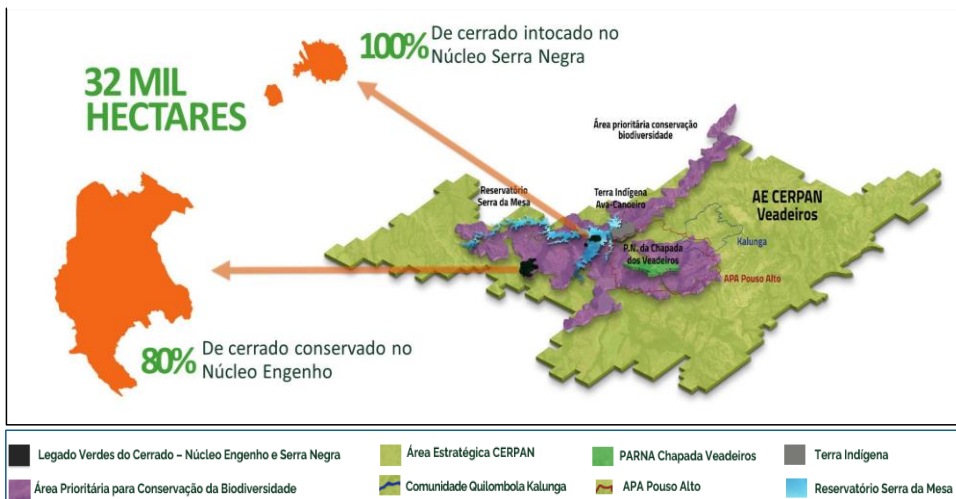 100% De cerrado intocado no
Núcleo Serra Negra
32 MIL
HECTARES
Área prioritária conservação
biodiversidade
Reservatório
Serra da Mesa
Terra Indígena
Ava-Canoeiro
AE CERPAN
Veadeiros
Kalunga
P.N. da Chapada
dos Veadeiros
APA Pouso Alto
80% De cerrado conservado no
Núcleo Engenho
Legado Verdes do Cerrado – Núcleo Engenho e Serra Negra
Área Estratégica CERPAN
PARNA Chapada Veadeiros
Terra Indígena
Área Prioritária para Conservação da Biodiversidade
Comunidade Quilombola Kalunga
APA Pouso Alto
Reservatório Serra da Mesa